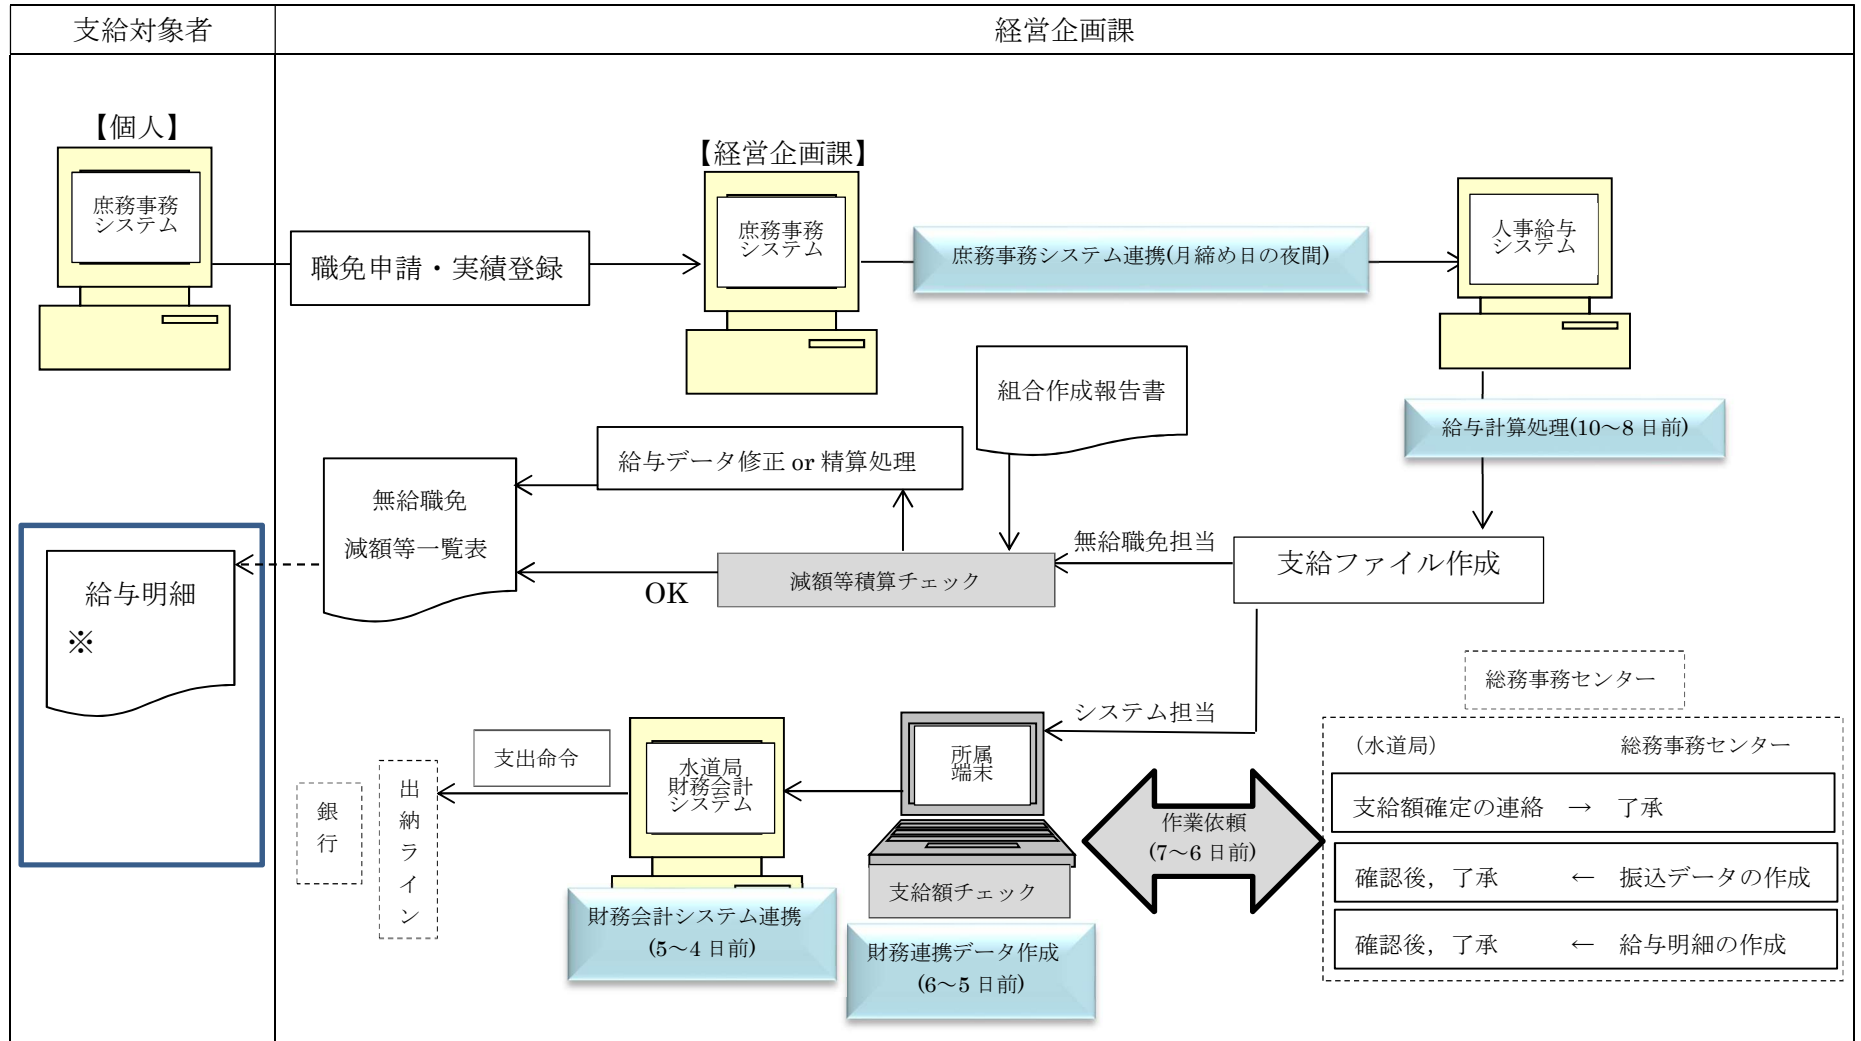 支給対象者
経営企画課
【個人】
庶務事務
システム
職免申請・実績登録
【経営企画課】
庶務事務
システム
庶務事務システム連携(月締め日の夜間)
人事給与
システム
組合作成報告書
給与計算処理(10～8 日前)
給与データ修正 or 精算処理
無給職免
減額等一覧表
給与明細
※
OK
減額等積算チェック
無給職免担当
支給ファイル作成
システム担当
総務事務センター
(水道局)
総務事務センター
支給額確定の連絡 → 了承
確認後，了承 ← 振込データの作成
確認後，了承 ← 給与明細の作成
作業依頼
(7～6 日前)
所属
端末
支給額チェック
財務連携データ作成
(6～5 日前)
水道局
財務会計
システム
財務会計システム連携
(5～4 日前)
支出命令
出納ライン
銀行